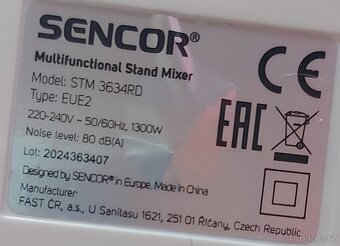 SENCOR®
Multifunctional Stand Mixer
Model: STM 3634RD
Type: EUE2
220-240V ~ 50/60Hz, 1300W
Noise level: 80 dB(A)
Lot: 2024363407
Designed by SENCOR® in Europe, Made in China
Manufacturer:
FAST ČR, a.s., U Sanitasu 1621, 251 01 Říčany, Czech Republic
CE
EAC